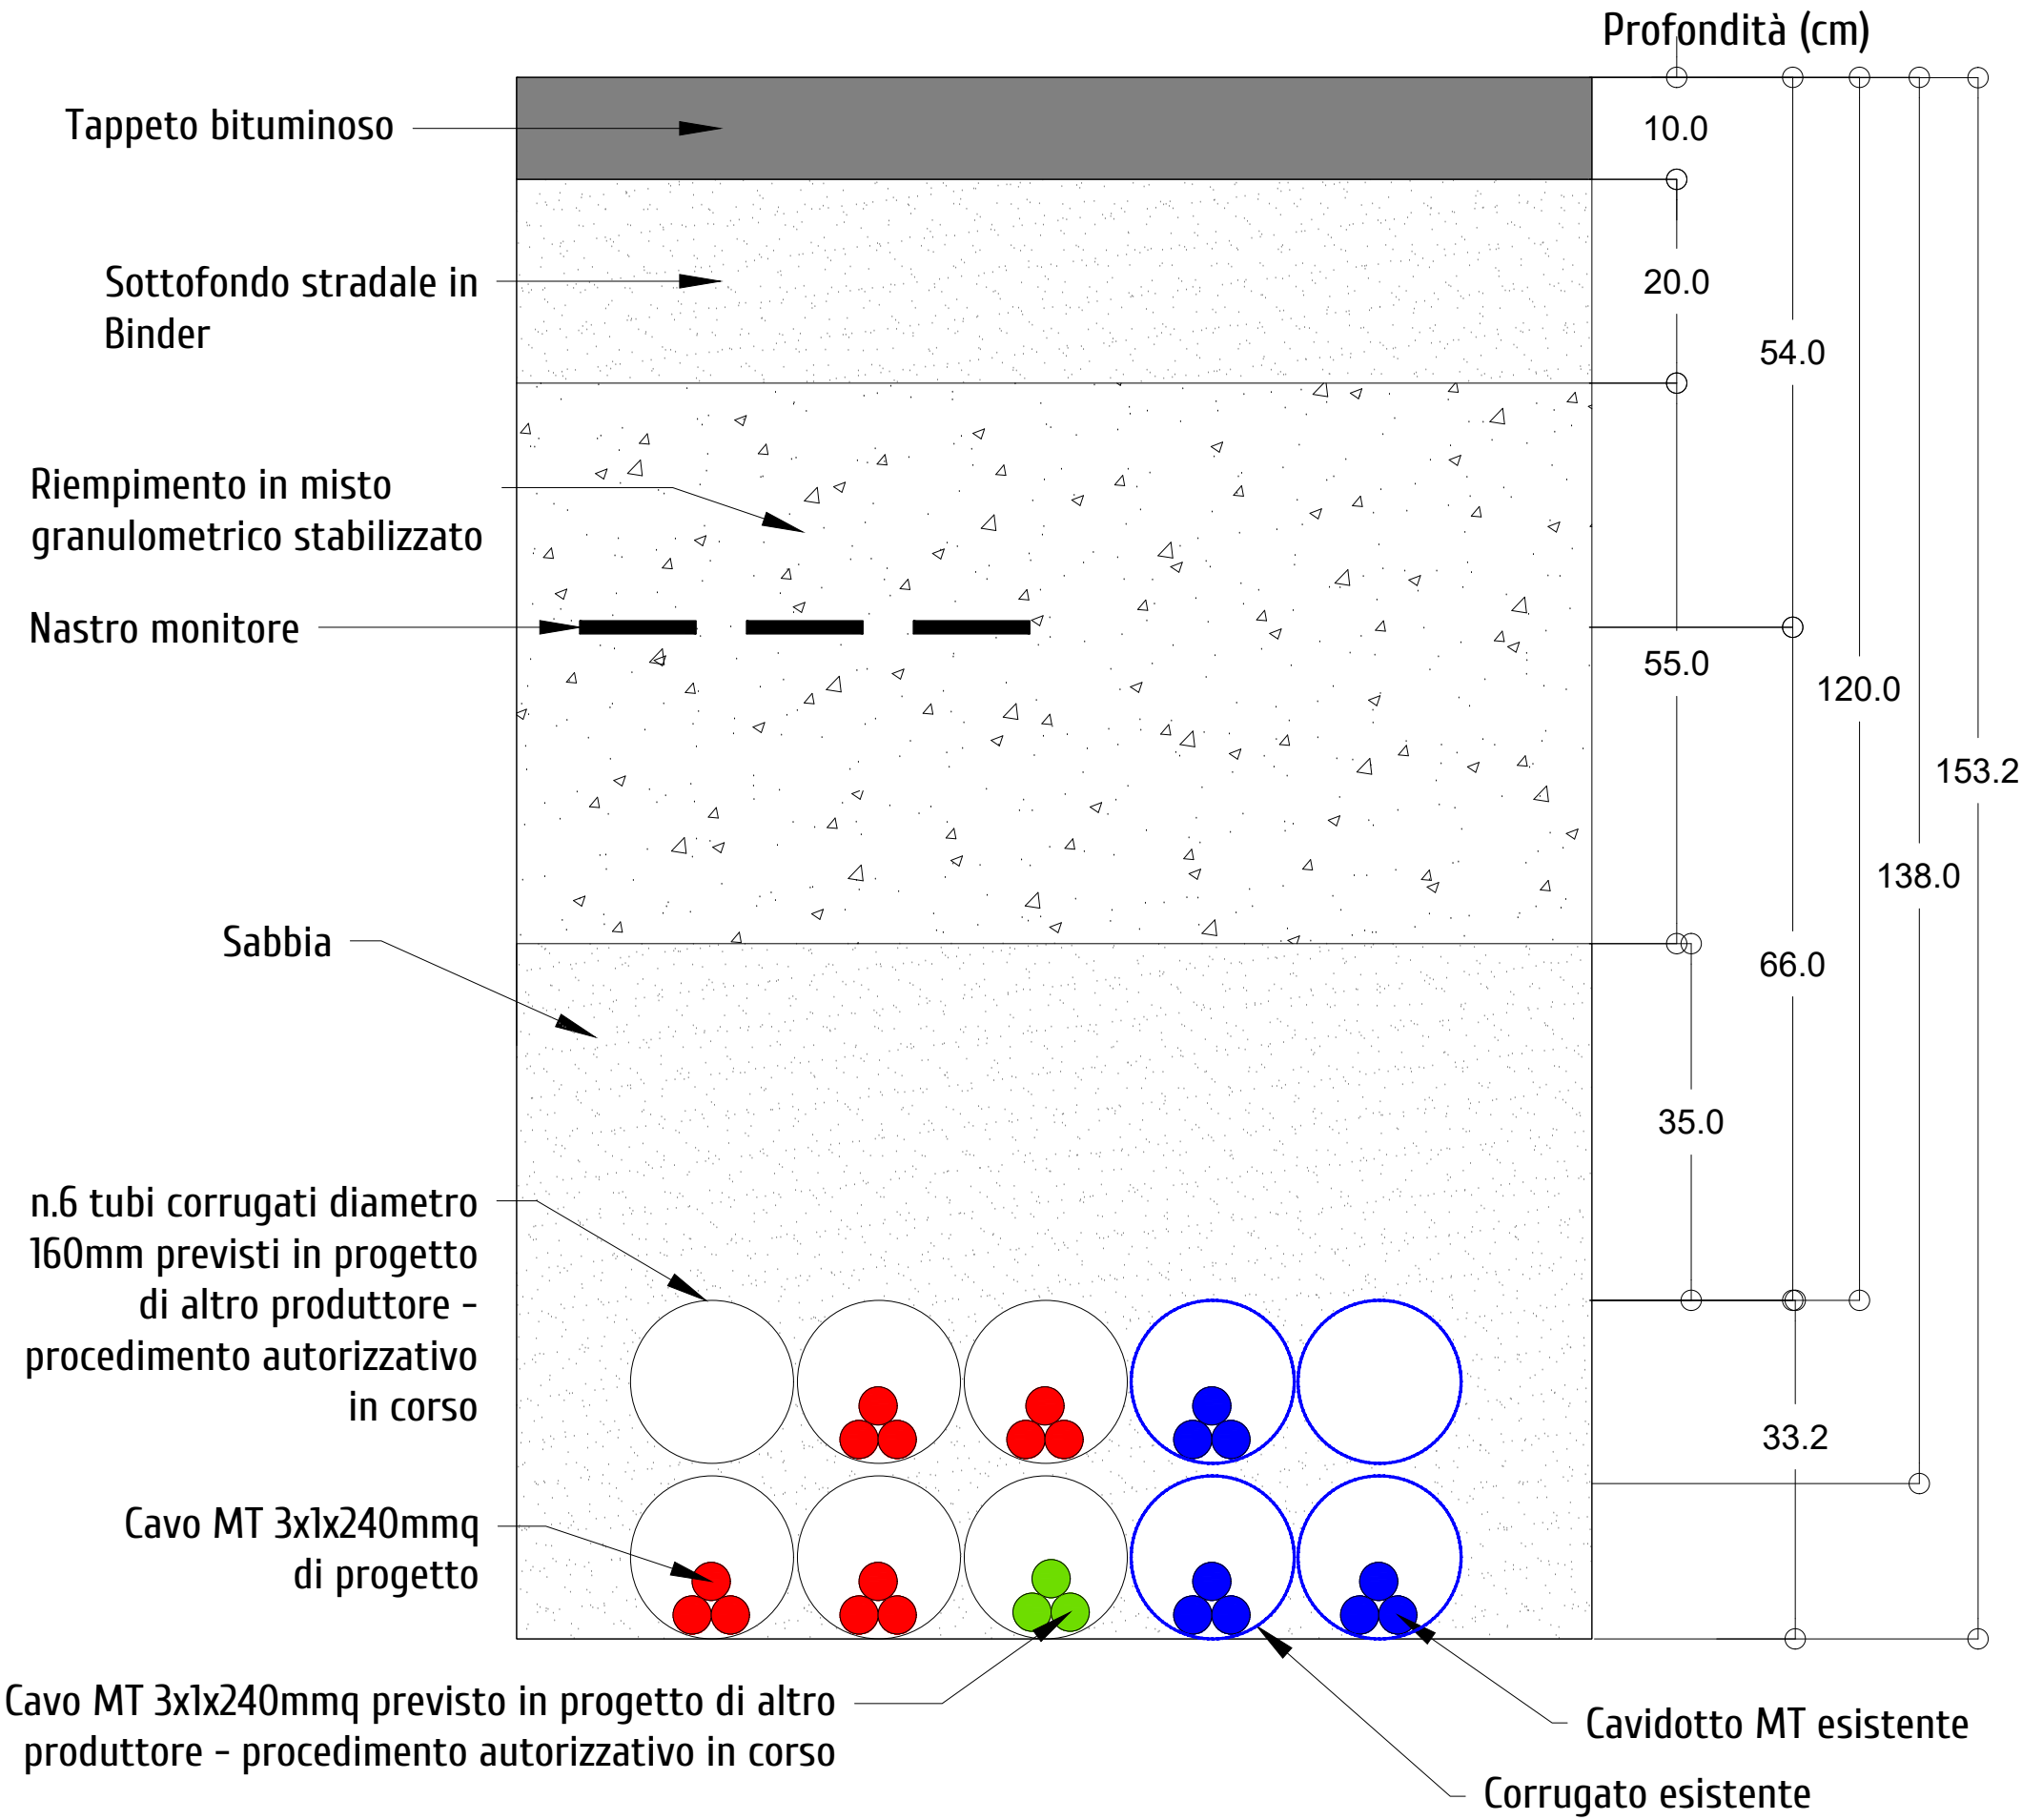 Profondità (cm)
Tappeto bituminoso
10.0
Sottofondo stradale in
Binder
20.0
54.0
Riempimento in misto
granulometrico stabilizzato
Nastro monitore
55.0
120.0
153.2
138.0
Sabbia
66.0
35.0
n.6 tubi corrugati diametro
160mm previsti in progetto
di altro produttore -
procedimento autorizzativo
in corso
33.2
Cavo MT 3x1x240mmq
di progetto
Cavo MT 3x1x240mmq previsto in progetto di altro
produttore - procedimento autorizzativo in corso
Cavidotto MT esistente
Corrugato esistente